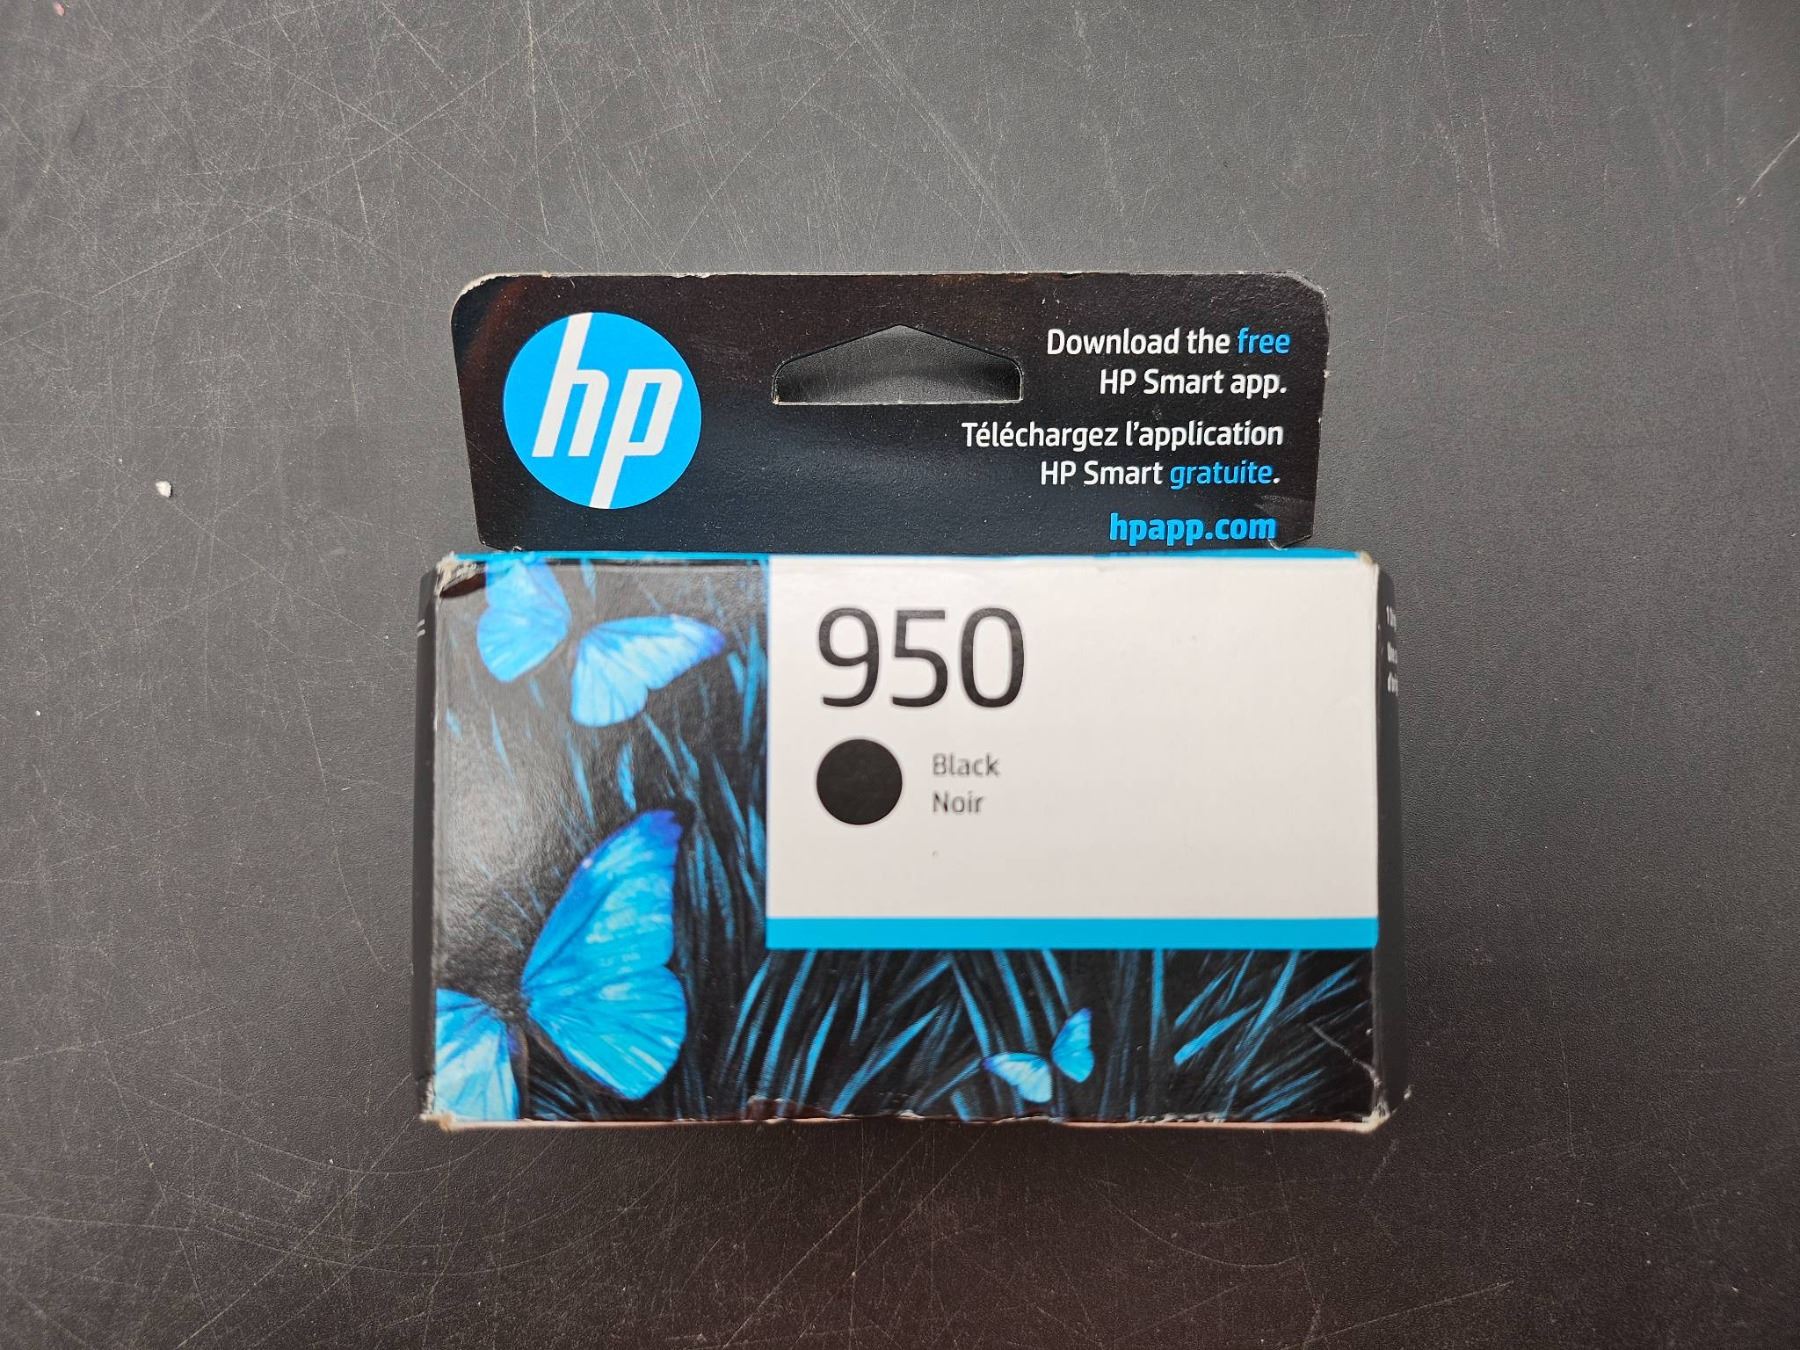 hp
Download the free
HP Smart app.
Téléchargez l'application
HP Smart gratuite.
hpapp.com
950
Black
Noir